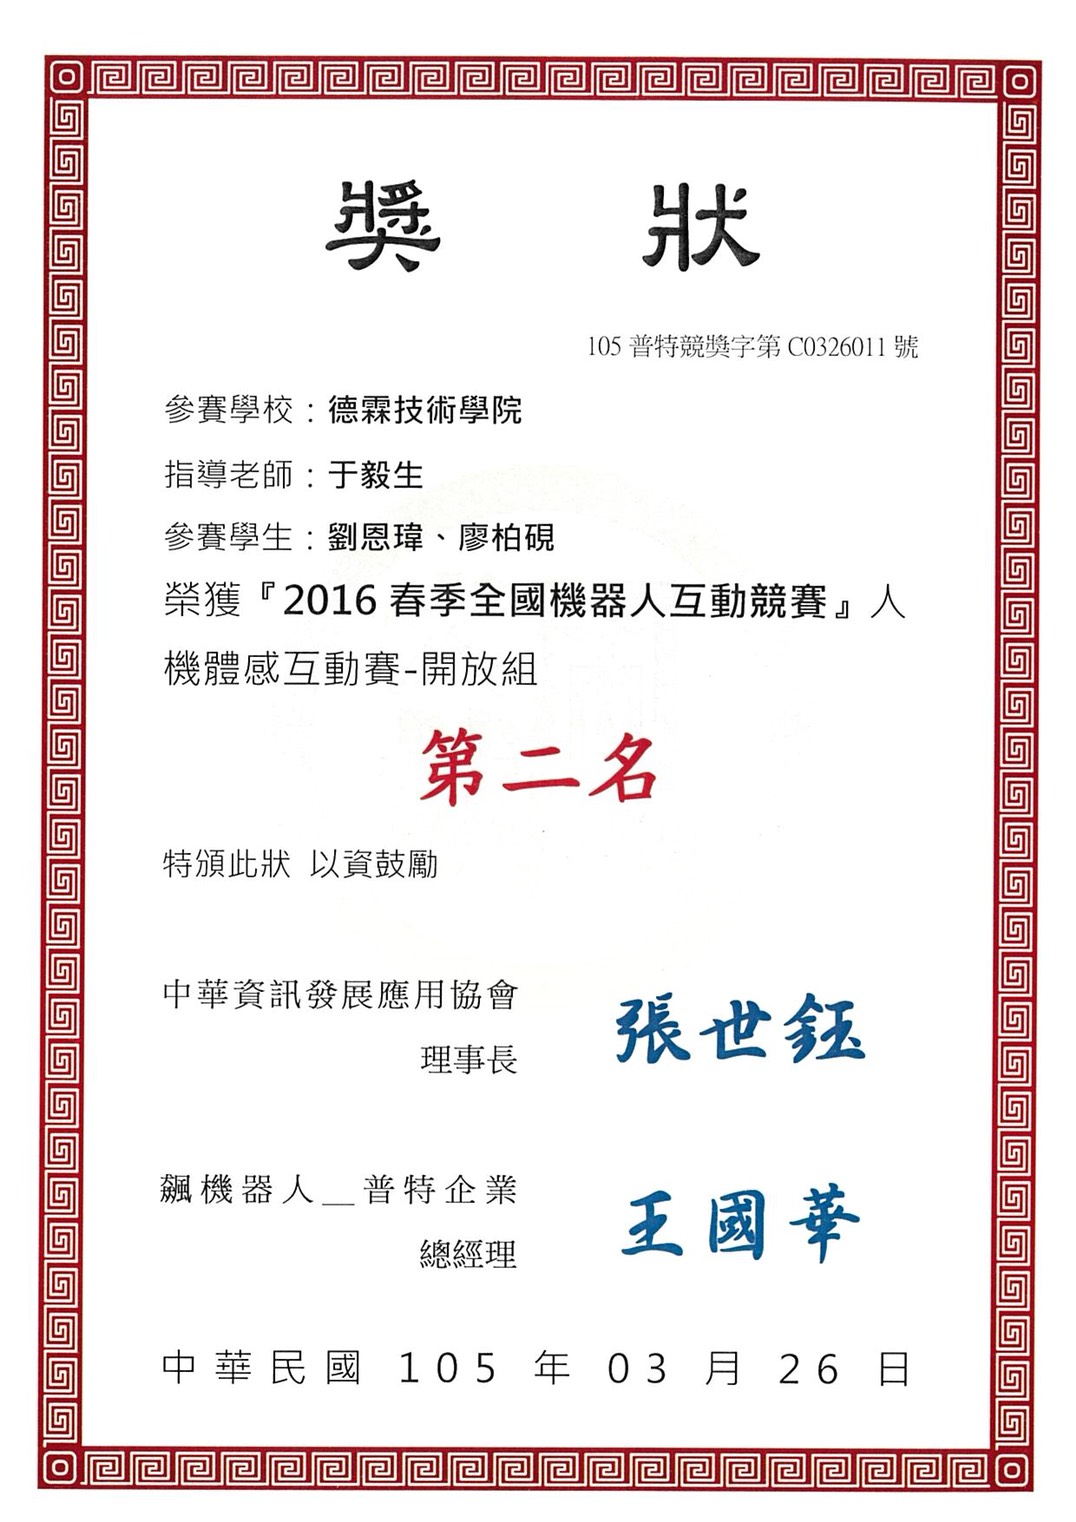 獎 狀
105 普特競獎字第 C0326011 號
參賽學校：德霖技術學院
指導老師：于毅生
參賽學生：劉恩瑋、廖柏硯
榮獲『2016 春季全國機器人互動競賽』人
機體感互動賽-開放組
第二名
特頒此狀 以資鼓勵
中華資訊發展應用協會
理事長
張世鈺
飆機器人＿普特企業
總經理
王國華
中華民國 105 年 03 月 26 日